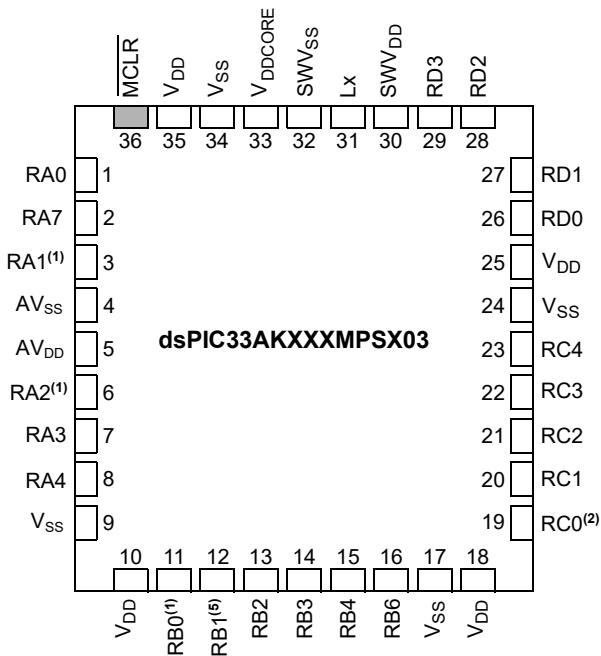 MCLR
VDD
VSS
VDDCORE
SWVSS
Lx
SWVDD
RD3
RD2
36 35 34 33 32 31 30 29 28
RA0 1
RA7 2
RA1(1) 3
AVSS 4
AVDD 5
RA2(1) 6
RA3 7
RA4 8
VSS 9
dsPIC33AKXXXMPSX03
27 RD1
26 RD0
25 VDD
24 VSS
23 RC4
22 RC3
21 RC2
20 RC1
19 RC0(2)
10 11 12 13 14 15 16 17 18
VDD
RB0(1)
RB1(5)
RB2
RB3
RB4
RB6
VSS
VDD